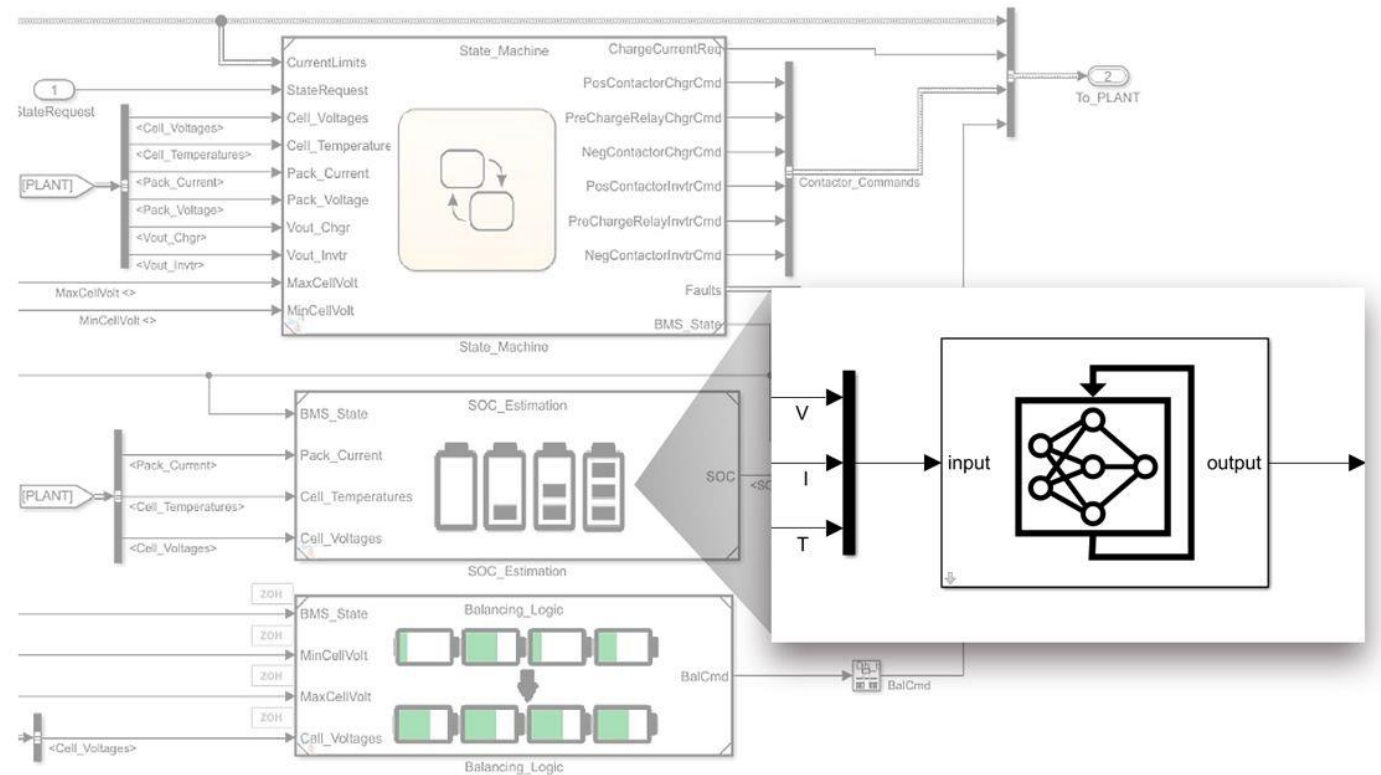 State_Machine
CurrentLimits
StateRequest
Cell_Voltages
Cell_Temperature
Pack_Current
Pack_Voltage
Vout_Chgr
Vout_Invtr
MaxCellVolt
MinCellVolt
ChargeCurrentReq
PosContactorChgrCmd
PreChargeRelayChgrCmd
NegContactorChgrCmd
PosContactorInvtrCmd
PreChargeRelayInvtrCmd
NegContactorInvtrCmd
Faults
BMS_State
State_Machine
1
StateRequest
[PLANT]
<Cell_Voltages>
<Cell_Temperatures>
<Pack_Current>
<Pack_Voltage>
<Vout_Chgr>
<Vout_Invtr>
MaxCellVolt <>
MinCellVolt <>
Contactor_Commands
2
To_PLANT
SOC_Estimation
BMS_State
Pack_Current
Cell_Temperatures
Cell_Voltages
SOC
SOC_Estimation
[PLANT]
<Pack_Current>
<Cell_Temperatures>
<Cell_Voltages>
V
I
T
input
output
ZOH
ZOH
ZOH
ZOH
Balancing_Logic
BMS_State
MinCellVolt
MaxCellVolt
Cell_Voltages
BalCmd
BalCmd
<Cell_Voltages>
Balancing_Logic